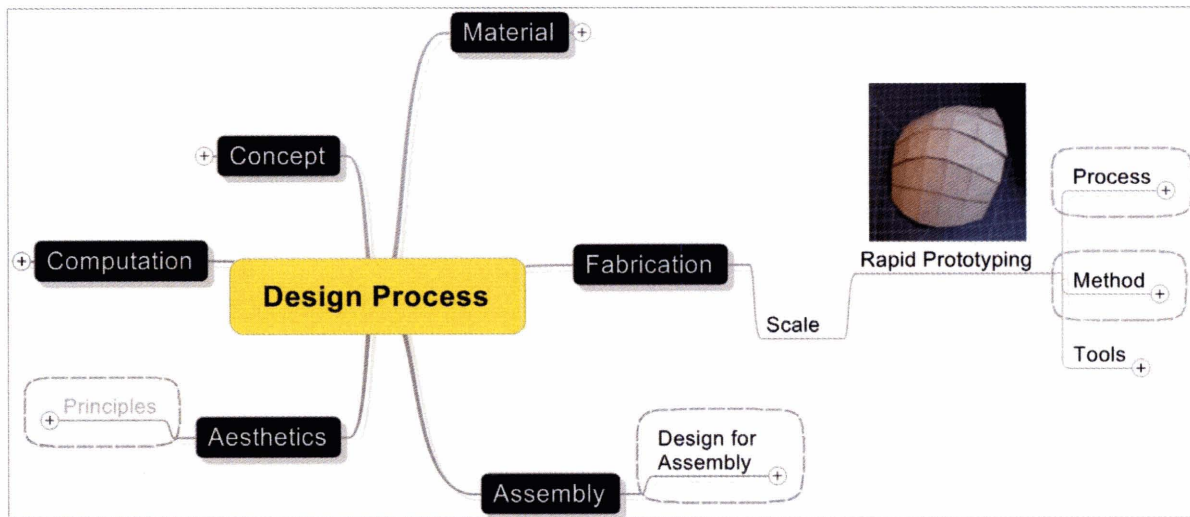 Material
Concept
Computation
Design Process
Fabrication
Rapid Prototyping
Process
Method
Scale
Tools
Principles
Aesthetics
Design for
Assembly
Assembly